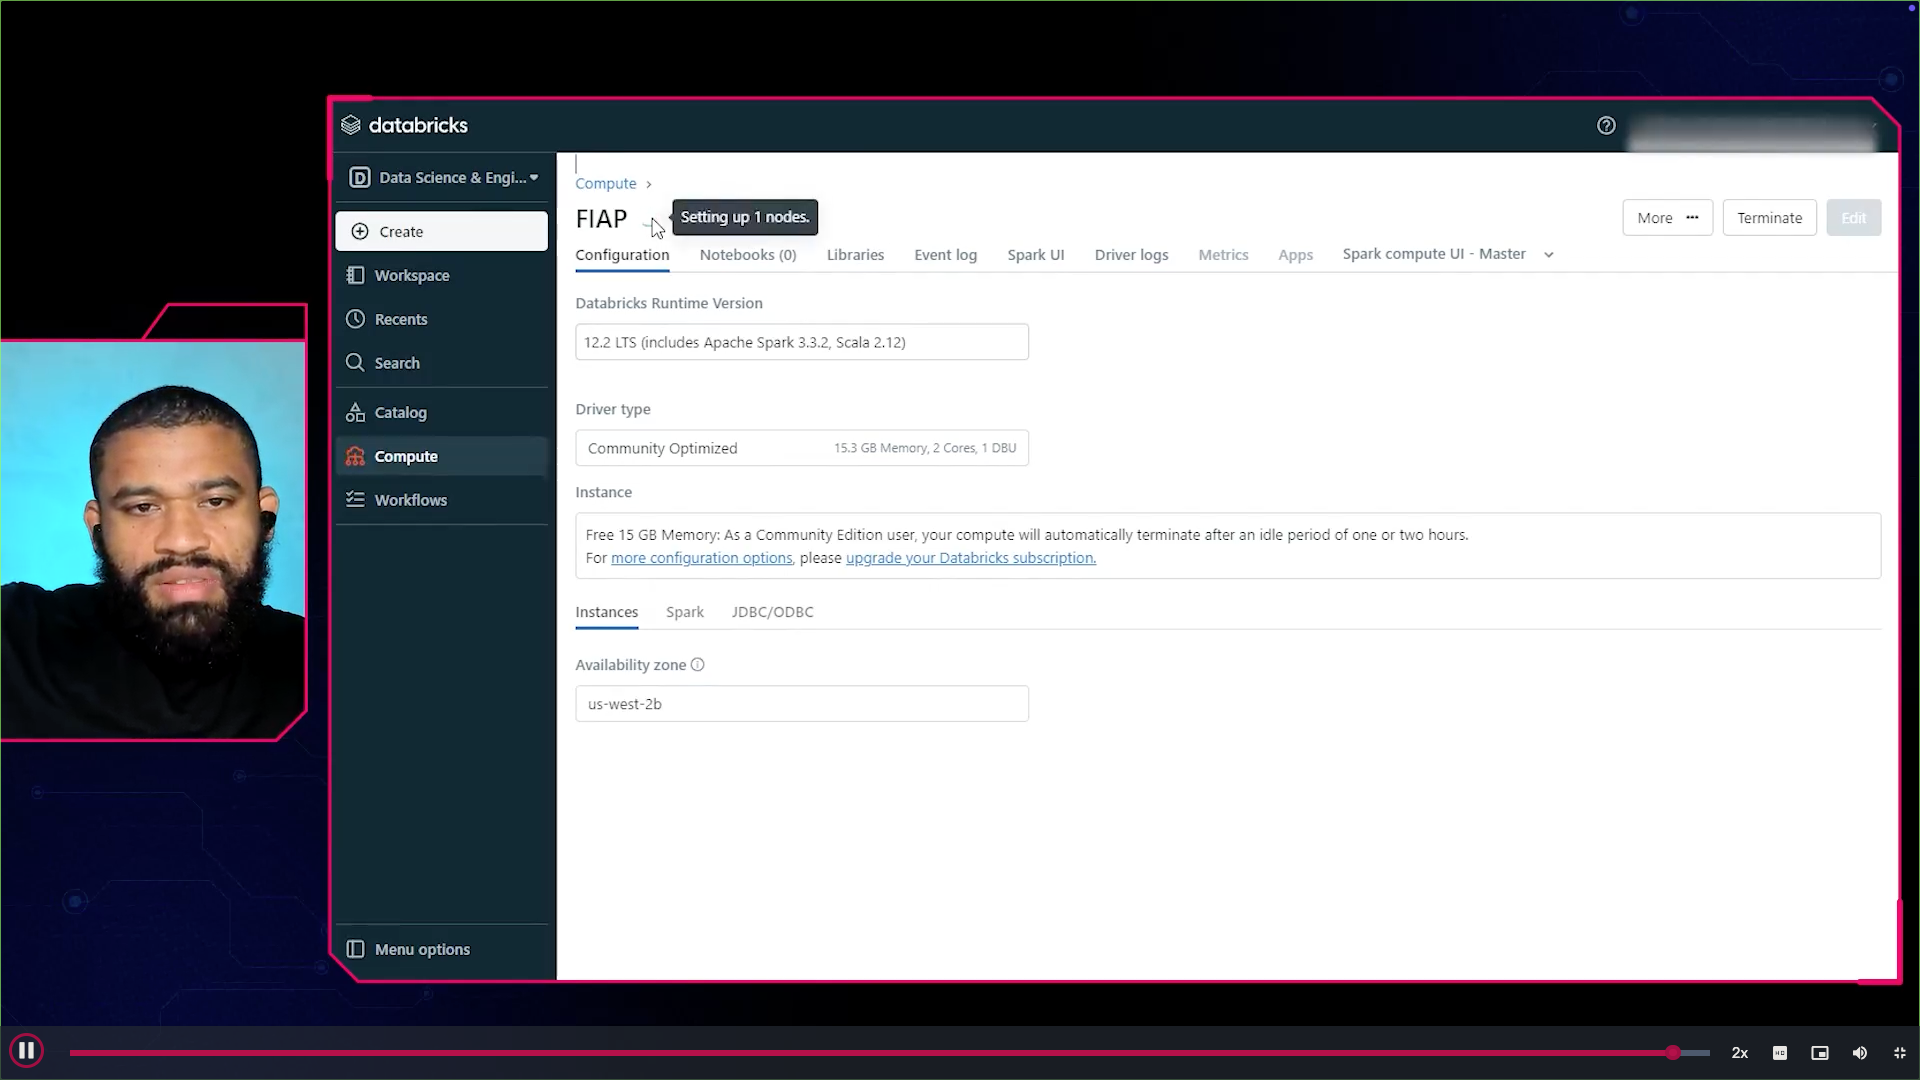 databricks
Data Science & Engi...
Create
Workspace
Recents
Search
Catalog
Compute
Workflows
Menu options
Compute
FIAP
Setting up 1 nodes.
More
Terminate
Edit
Configuration
Notebooks (0)
Libraries
Event log
Spark UI
Driver logs
Metrics
Apps
Spark compute UI - Master
Databricks Runtime Version
12.2 LTS (includes Apache Spark 3.3.2, Scala 2.12)
Driver type
Community Optimized 15.3 GB Memory, 2 Cores, 1 DBU
Instance
Free 15 GB Memory: As a Community Edition user, your compute will automatically terminate after an idle period of one or two hours.
For more configuration options, please upgrade your Databricks subscription.
Instances
Spark
JDBC/ODBC
Availability zone
us-west-2b
2x
HD